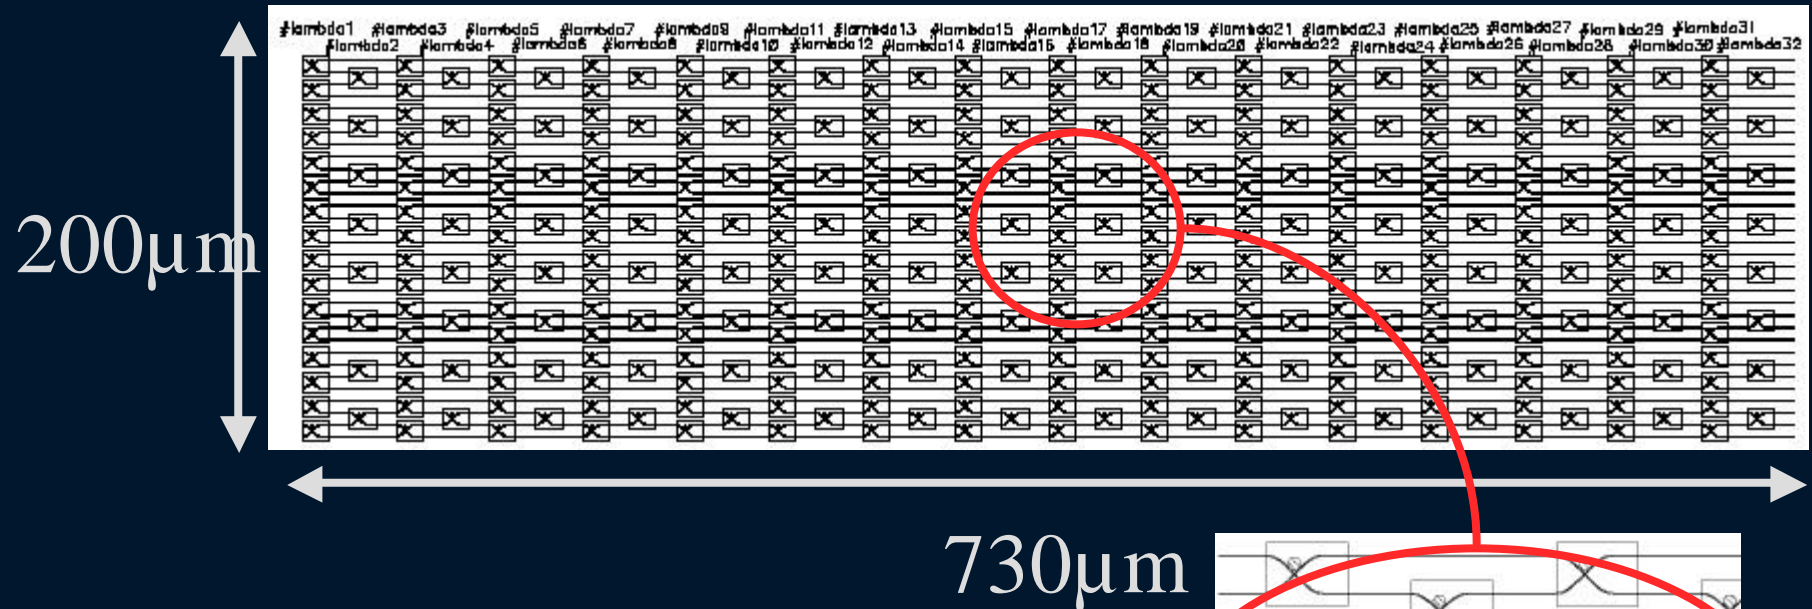 #lambda1 #lambda3 #lambda5 #lambda7 #lambda9 #lambda11 #lambda13 #lambda15 #lambda17 #lambda19 #lambda21 #lambda23 #lambda25 #lambda27 #lambda29 #lambda31
#lambda2 #lambda4 #lambda6 #lambda8 #lambda10 #lambda12 #lambda14 #lambda16 #lambda18 #lambda20 #lambda22 #lambda24 #lambda26 #lambda28 #lambda30 #lambda32
200μm
730μm